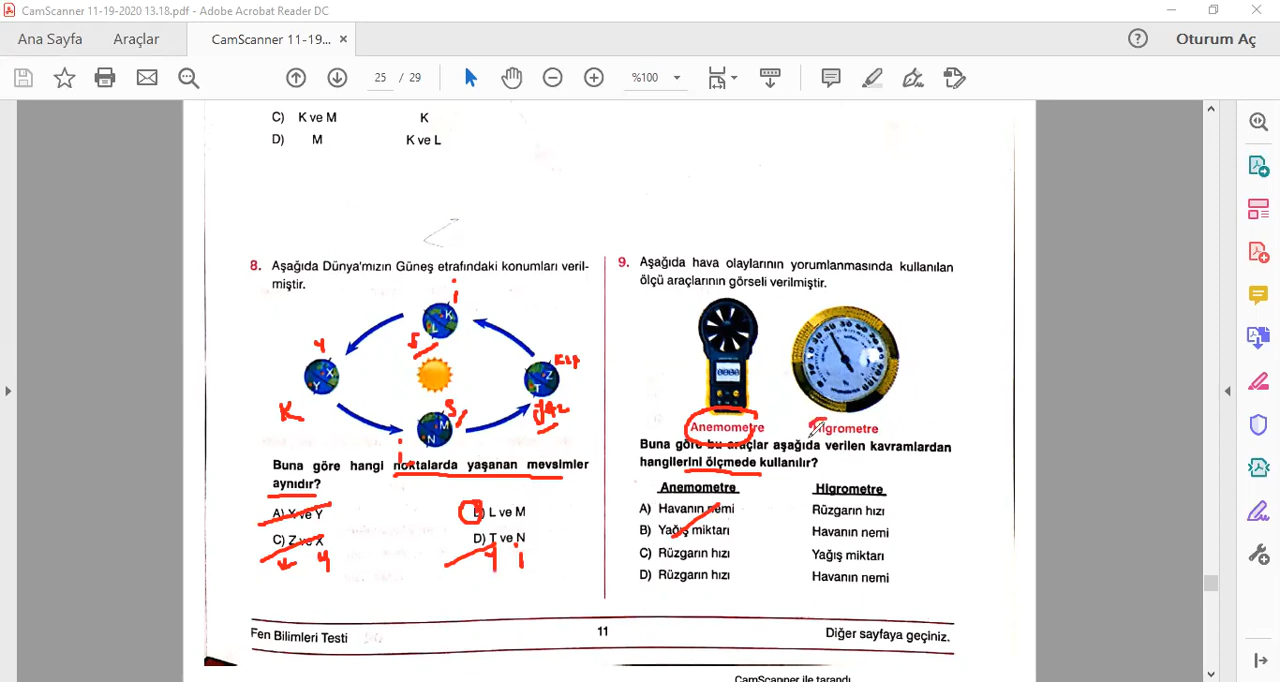 CamScanner 11-19-2020 13.18.pdf - Adobe Acrobat Reader DC
Ana Sayfa
Araçlar
CamScanner 11-19...
Oturum Aç
25 / 29
%100
C) K ve M K
D) M K ve L
8. Aşağıda Dünya'mızın Güneş etrafındaki konumları veril-
miştir.
i
K
L
S
Y
X
Y
K
Kış
Z
T
Yaz
S
M
N
i
Buna göre hangi noktalarda yaşanan mevsimler
aynıdır?
A) X ve Y B) L ve M
C) Z ve X D) T ve N
Y i
9. Aşağıda hava olaylarının yorumlanmasında kullanılan
ölçü araçlarının görseli verilmiştir.
Anemometre Higrometre
Buna göre bu araçlar aşağıda verilen kavramlardan
hangilerini ölçmede kullanılır?
Anemometre Higrometre
A) Havanın nemi Rüzgarın hızı
B) Yağış miktarı Havanın nemi
C) Rüzgarın hızı Yağış miktarı
D) Rüzgarın hızı Havanın nemi
Fen Bilimleri Testi 11 Diğer sayfaya geçiniz.
CamScanner ile tarandı